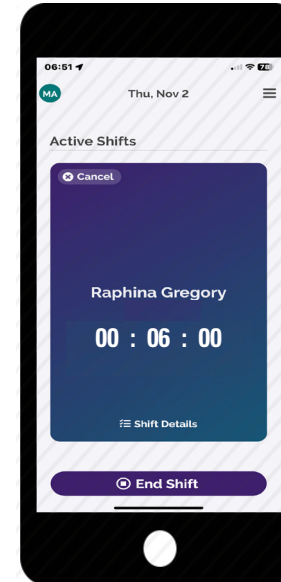 06:51 78
MA Thu, Nov 2
Active Shifts
Cancel
Raphina Gregory
00 : 06 : 00
Shift Details
End Shift